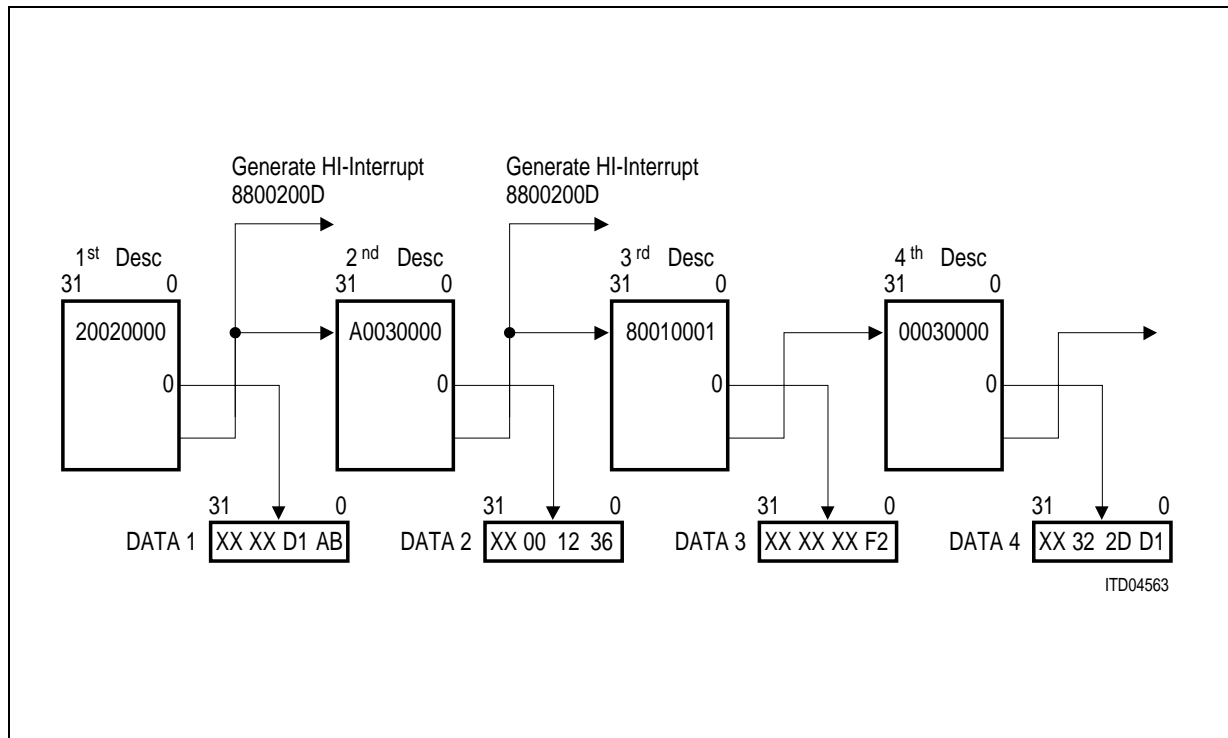 Generate HI-Interrupt
8800200D
Generate HI-Interrupt
8800200D
1st Desc
31 0
2nd Desc
31 0
3rd Desc
31 0
4th Desc
31 0
20020000
0
A0030000
0
80010001
0
00030000
0
31 0
DATA 1 XX XX D1 AB
31 0
DATA 2 XX 00 12 36
31 0
DATA 3 XX XX XX F2
31 0
DATA 4 XX 32 2D D1
ITD04563